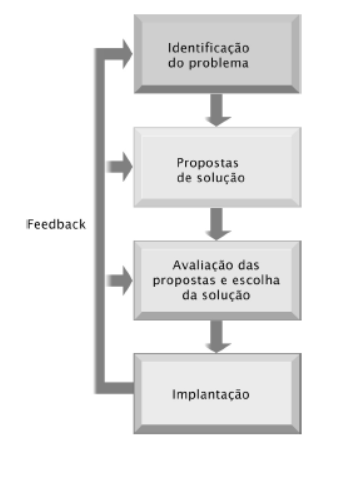 Identificação
do problema
Propostas
de solução
Feedback
Avaliação das
propostas e escolha
da solução
Implantação